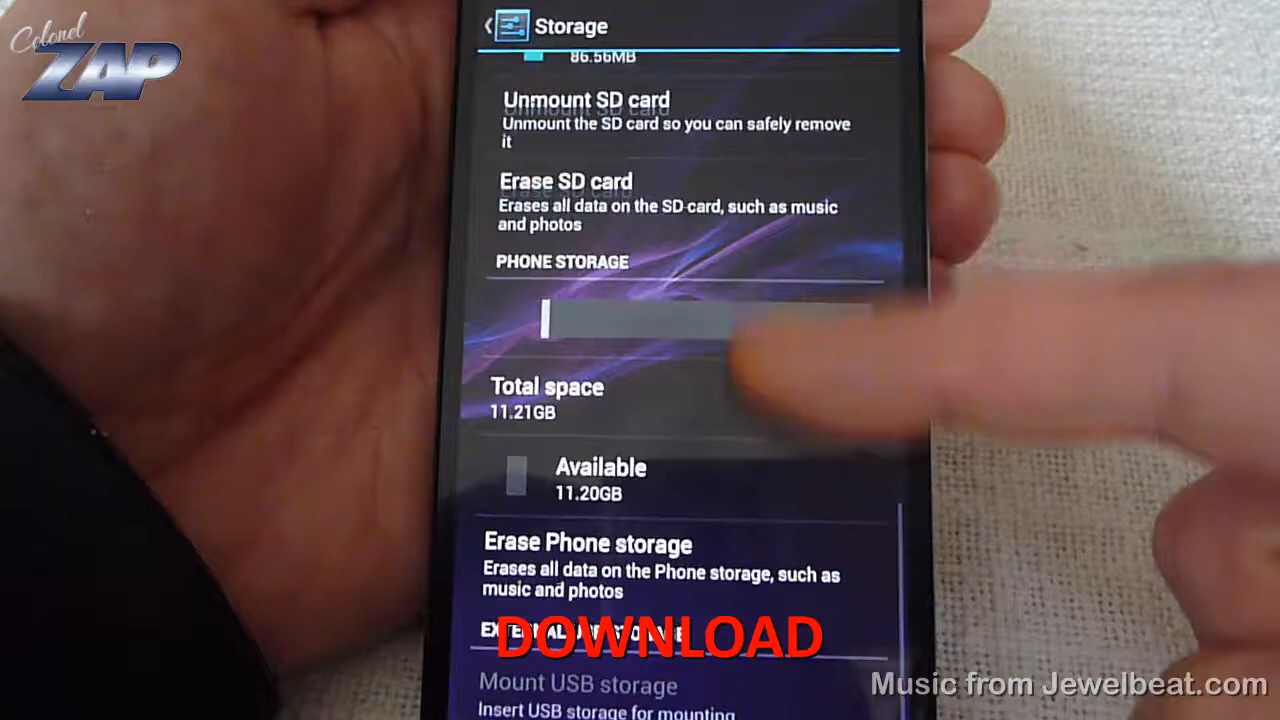 Colonel
ZAP
Storage
86.56MB
Unmount SD card
Unmount the SD card so you can safely remove
it
Erase SD card
Erases all data on the SD card, such as music
and photos
PHONE STORAGE
Total space
11.21GB
Available
11.20GB
Erase Phone storage
Erases all data on the Phone storage, such as
music and photos
DOWNLOAD
Mount USB storage
Insert USB storage for mounting
Music from Jewelbeat.com